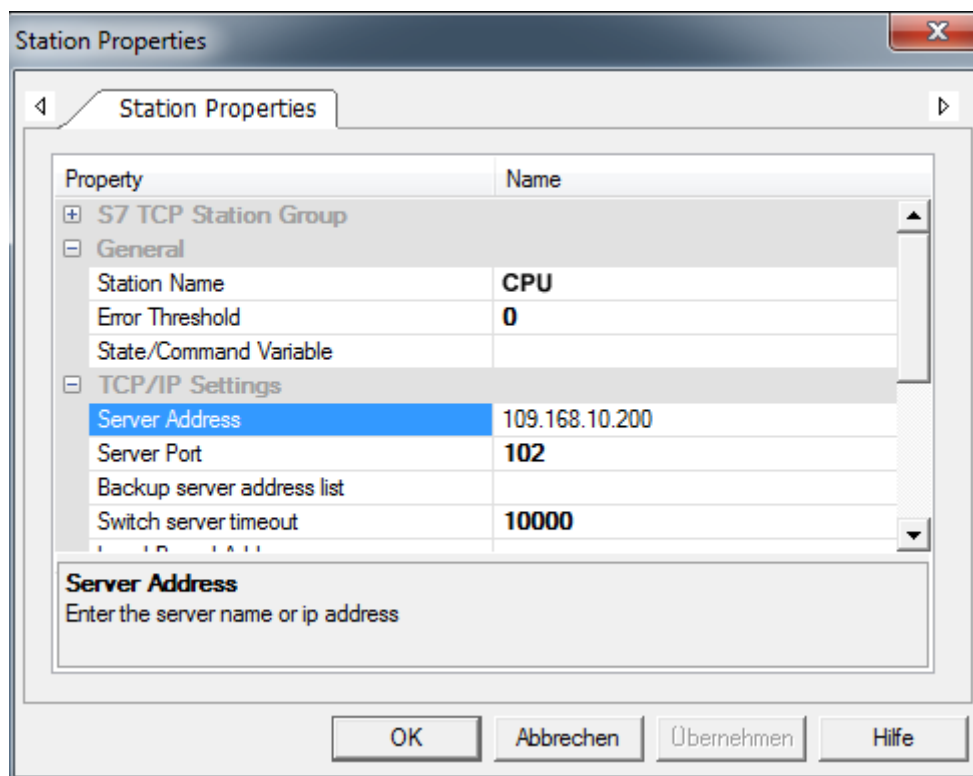 Station Properties
Station Properties
Property Name
S7 TCP Station Group
General
Station Name CPU
Error Threshold 0
State/Command Variable
TCP/IP Settings
Server Address 109.168.10.200
Server Port 102
Backup server address list
Switch server timeout 10000
Server Address
Enter the server name or ip address
OK Abbrechen Übernehmen Hilfe